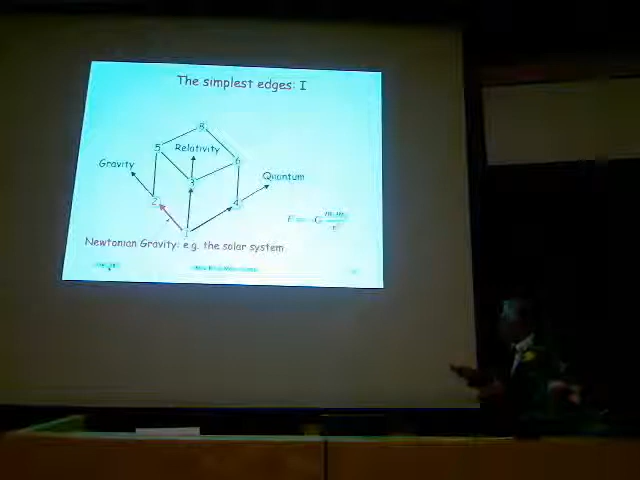 The simplest edges: I
8
5
Relativity
6
Gravity
3
Quantum
2
4
1
Newtonian Gravity: e.g. the solar system